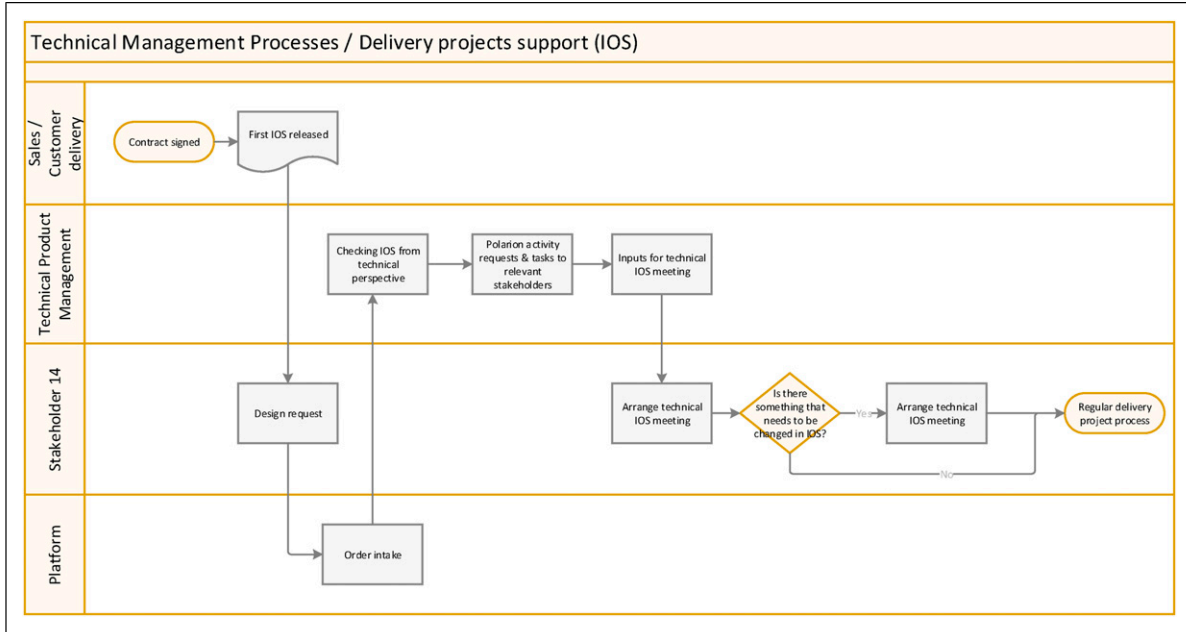 Technical Management Processes / Delivery projects support (IOS)
Sales /
Customer
delivery
Contract signed
First IOS released
Technical Product
Management
Checking IOS from
technical
perspective
Polarion activity
requests & tasks to
relevant
stakeholders
Inputs for technical
IOS meeting
Stakeholder 14
Design request
Arrange technical
IOS meeting
Is there
something that
needs to be
changed in IOS?
Yes
Arrange technical
IOS meeting
Regular delivery
project process
No
Platform
Order intake